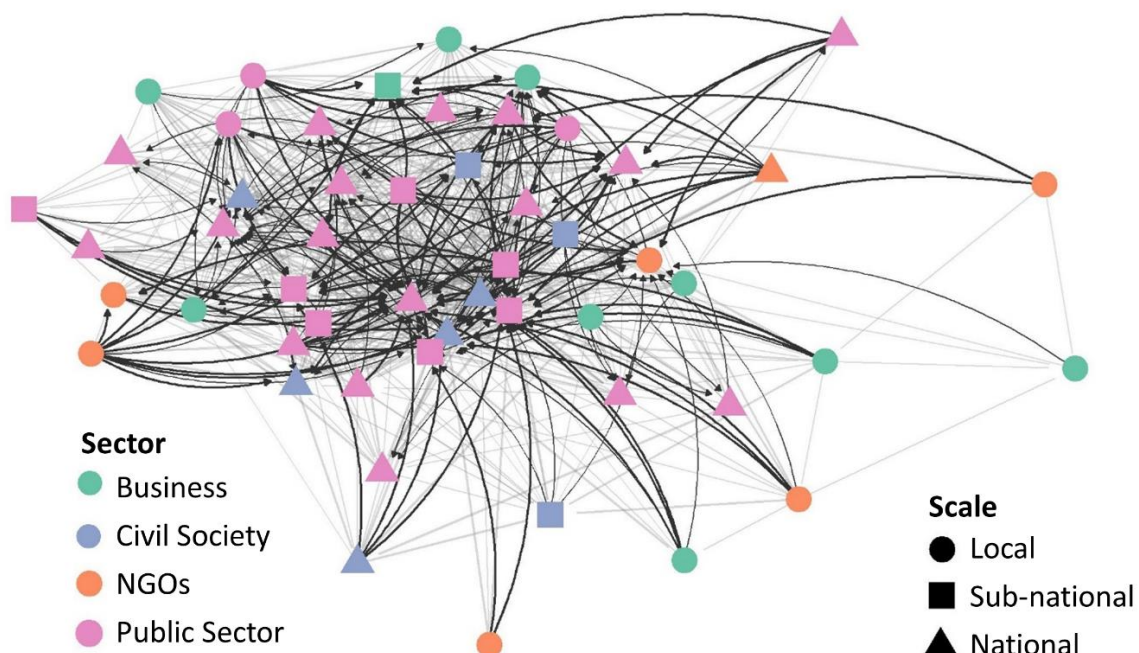 Sector
Business
Civil Society
NGOs
Public Sector
Scale
Local
Sub-national
National